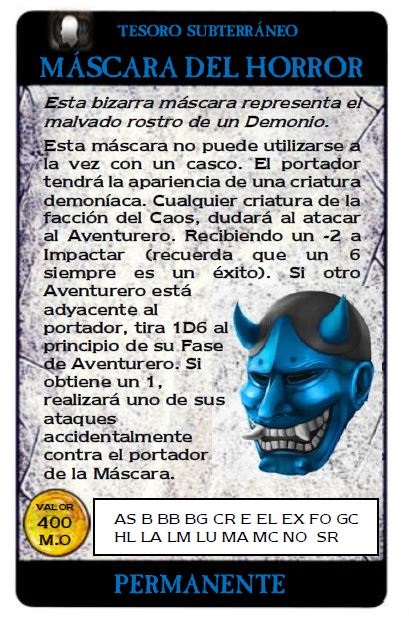 TESORO SUBTERRÁNEO
MÁSCARA DEL HORROR
Esta bizarra máscara representa el
malvado rostro de un Demonio.
Esta máscara no puede utilizarse a
la vez con un casco. El portador
tendrá la apariencia de una criatura
demoníaca. Cualquier criatura de la
facción del Caos, dudará al atacar
al Aventurero. Recibiendo un -2 a
Impactar (recuerda que un 6
siempre es un éxito). Si otro
Aventurero está
adyacente al
portador, tira 1D6 al
principio de su Fase
de Aventurero. Si
obtiene un 1,
realizará uno de sus
ataques
accidentalmente
contra el portador
de la Máscara.
VALOR
400
M.O
AS B BB BG CR E EL EX FO GC
HL LA LM LU MA MC NO SR
PERMANENTE